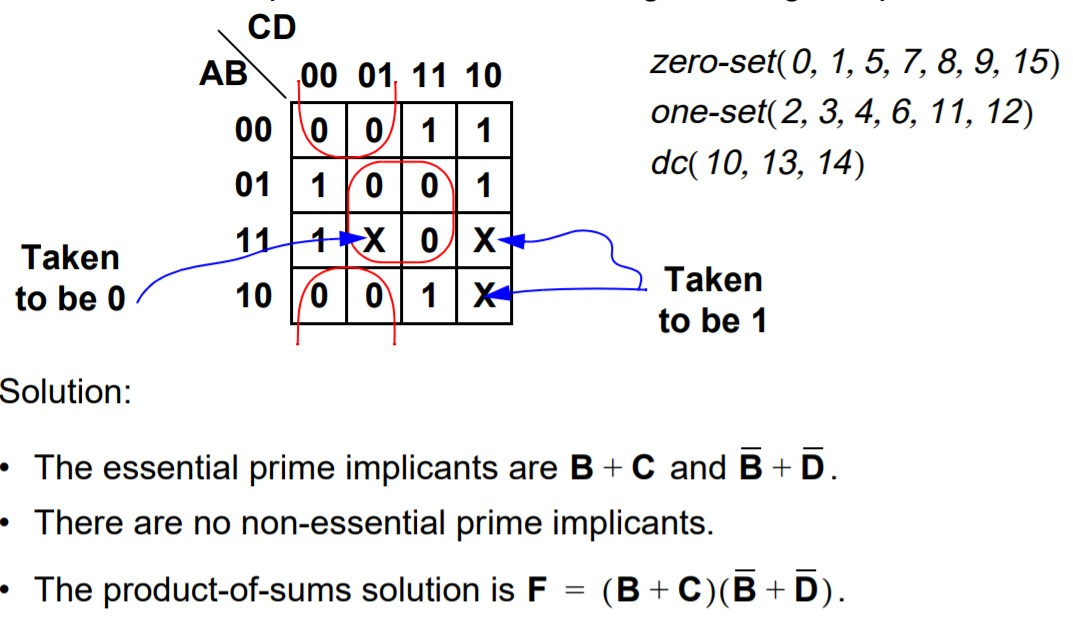 CD
zero-set( 0, 1, 5, 7, 8, 9, 15)
AB 00 01 11 10
one-set( 2, 3, 4, 6, 11, 12)
00 0 0 1 1
dc( 10, 13, 14)
01 1 0 0 1
11 1 X 0 X
Taken
to be 0
10 0 0 1 X
Taken
to be 1
Solution:
• The essential prime implicants are B + C and B̅ + D̅.
• There are no non-essential prime implicants.
• The product-of-sums solution is F = (B + C)(B̅ + D̅).